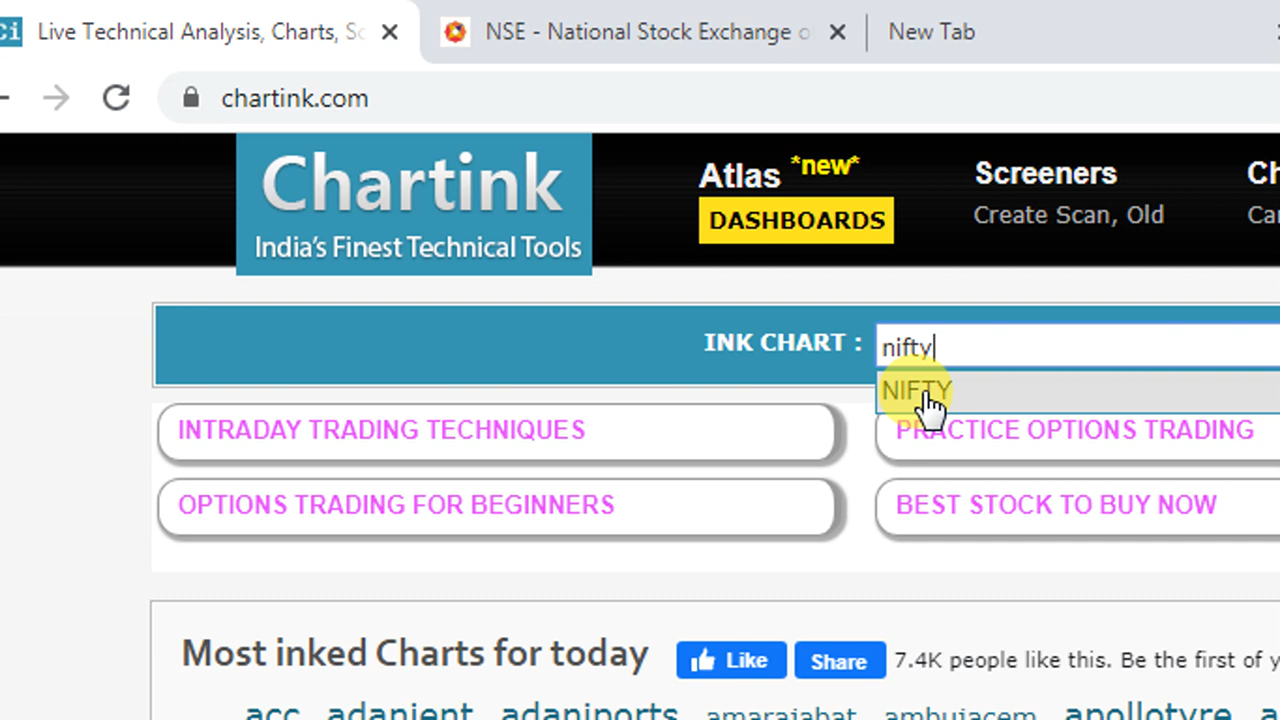 Ci Live Technical Analysis, Charts, Sc
NSE - National Stock Exchange o
New Tab
chartink.com
Chartink
India's Finest Technical Tools
Atlas *new*
DASHBOARDS
Screeners
Create Scan, Old
Ch
Ca
INK CHART :
nifty
NIFTY
INTRADAY TRADING TECHNIQUES
PRACTICE OPTIONS TRADING
OPTIONS TRADING FOR BEGINNERS
BEST STOCK TO BUY NOW
Most inked Charts for today
Like
Share
7.4K people like this. Be the first of y
acc adanient adaniports amarajabat ambujacem apollotyre a